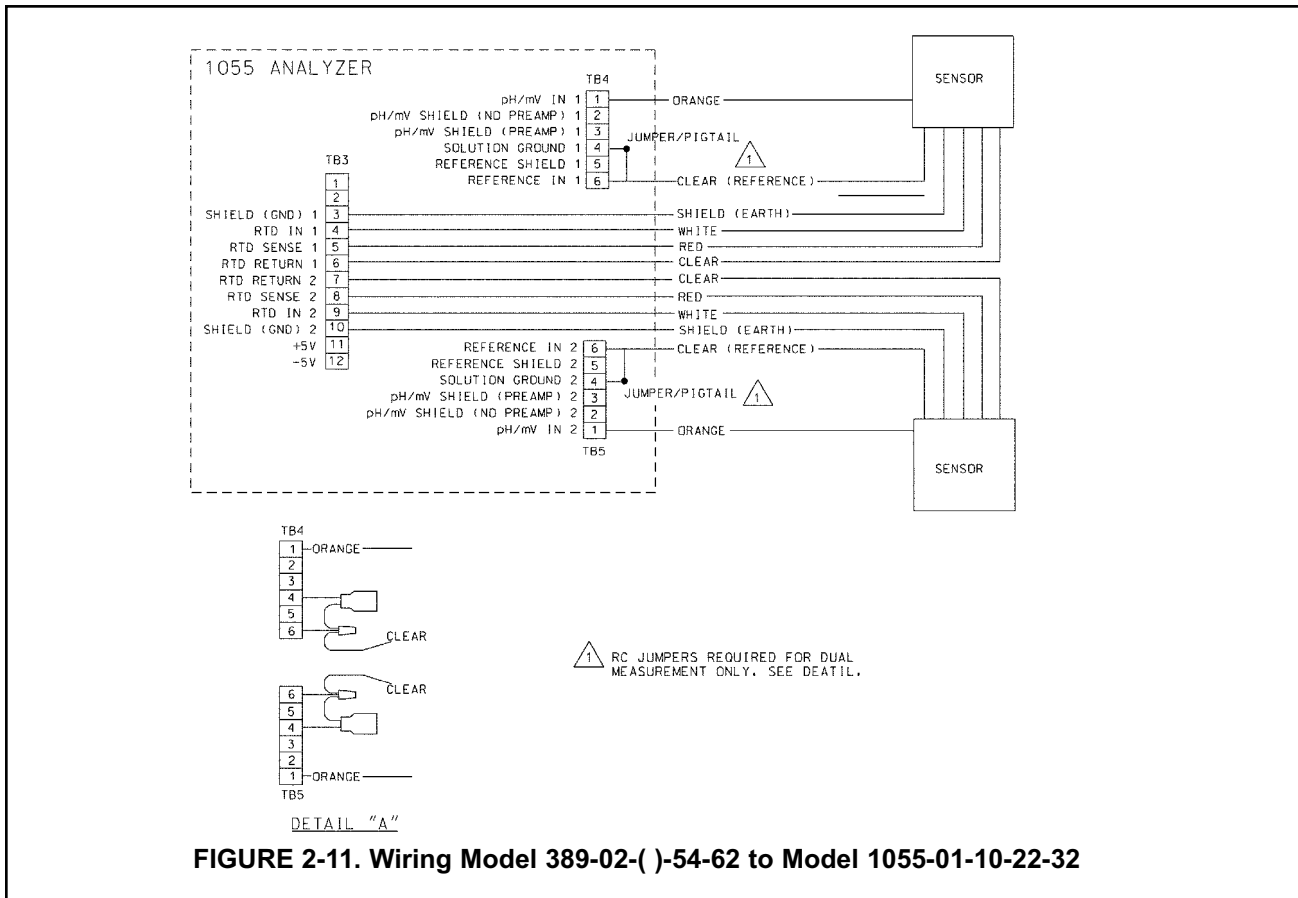 1055 ANALYZER
TB4
pH/mV IN 1 1 ORANGE
pH/mV SHIELD (NO PREAMP) 1 2
pH/mV SHIELD (PREAMP) 1 3
SOLUTION GROUND 1 4 JUMPER/PIGTAIL 1
REFERENCE SHIELD 1 5
REFERENCE IN 1 6 CLEAR (REFERENCE)
SENSOR
TB3
1
2
SHIELD (GND) 1 3 SHIELD (EARTH)
RTD IN 1 4 WHITE
RTD SENSE 1 5 RED
RTD RETURN 1 6 CLEAR
RTD RETURN 2 7 CLEAR
RTD SENSE 2 8 RED
RTD IN 2 9 WHITE
SHIELD (GND) 2 10 SHIELD (EARTH)
+5V 11
-5V 12
REFERENCE IN 2 6 CLEAR (REFERENCE)
REFERENCE SHIELD 2 5
SOLUTION GROUND 2 4
pH/mV SHIELD (PREAMP) 2 3 JUMPER/PIGTAIL 1
pH/mV SHIELD (NO PREAMP) 2 2
pH/mV IN 2 1 ORANGE
TB5
SENSOR
TB4
1 ORANGE
2
3
4
5
6 CLEAR
6 CLEAR
5
4
3
2
1 ORANGE
TB5
DETAIL "A"
1 RC JUMPERS REQUIRED FOR DUAL
MEASUREMENT ONLY. SEE DEATIL.
FIGURE 2-11. Wiring Model 389-02-( )-54-62 to Model 1055-01-10-22-32